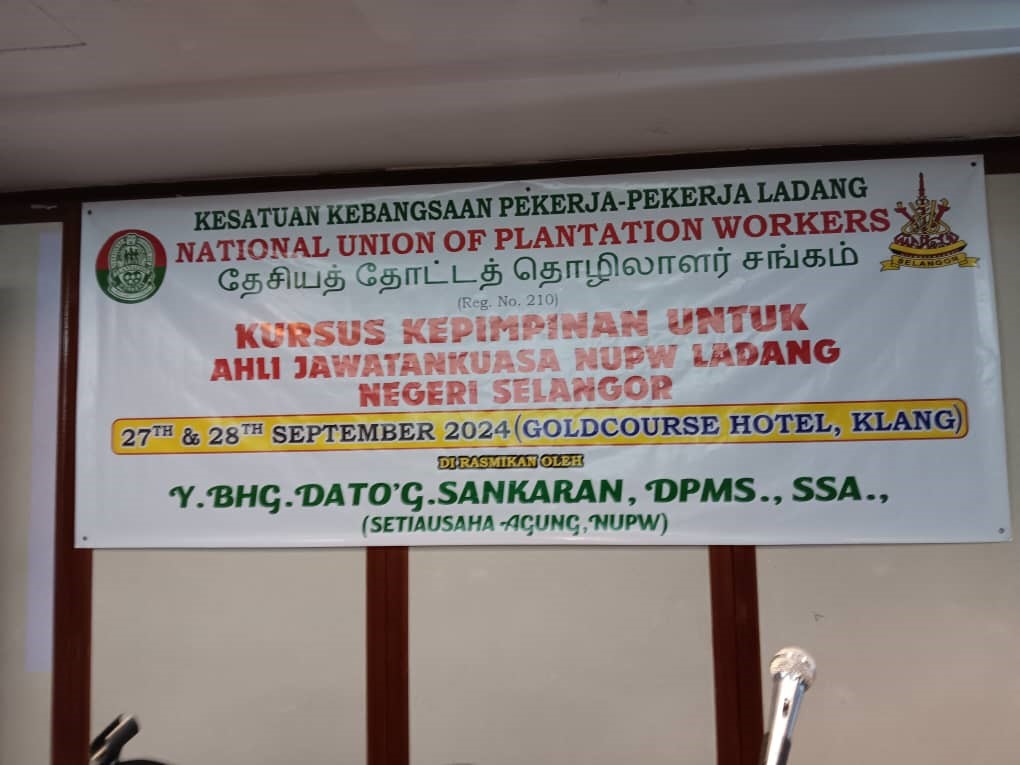 KESATUAN KEBANGSAAN PEKERJA-PEKERJA LADANG
NATIONAL UNION OF PLANTATION WORKERS
தேசியத் தோட்டத் தொழிலாளர் சங்கம்
(Reg. No. 210)
KURSUS KEPIMPINAN UNTUK
AHLI JAWATANKUASA NUPW LADANG
NEGERI SELANGOR
27TH & 28TH SEPTEMBER 2024 (GOLDCOURSE HOTEL, KLANG)
DI RASMIKAN OLEH
Y.BHG.DATO'G.SANKARAN, DPMS., SSA.,
(SETIAUSAHA AGUNG, NUPW)
SELANGOR